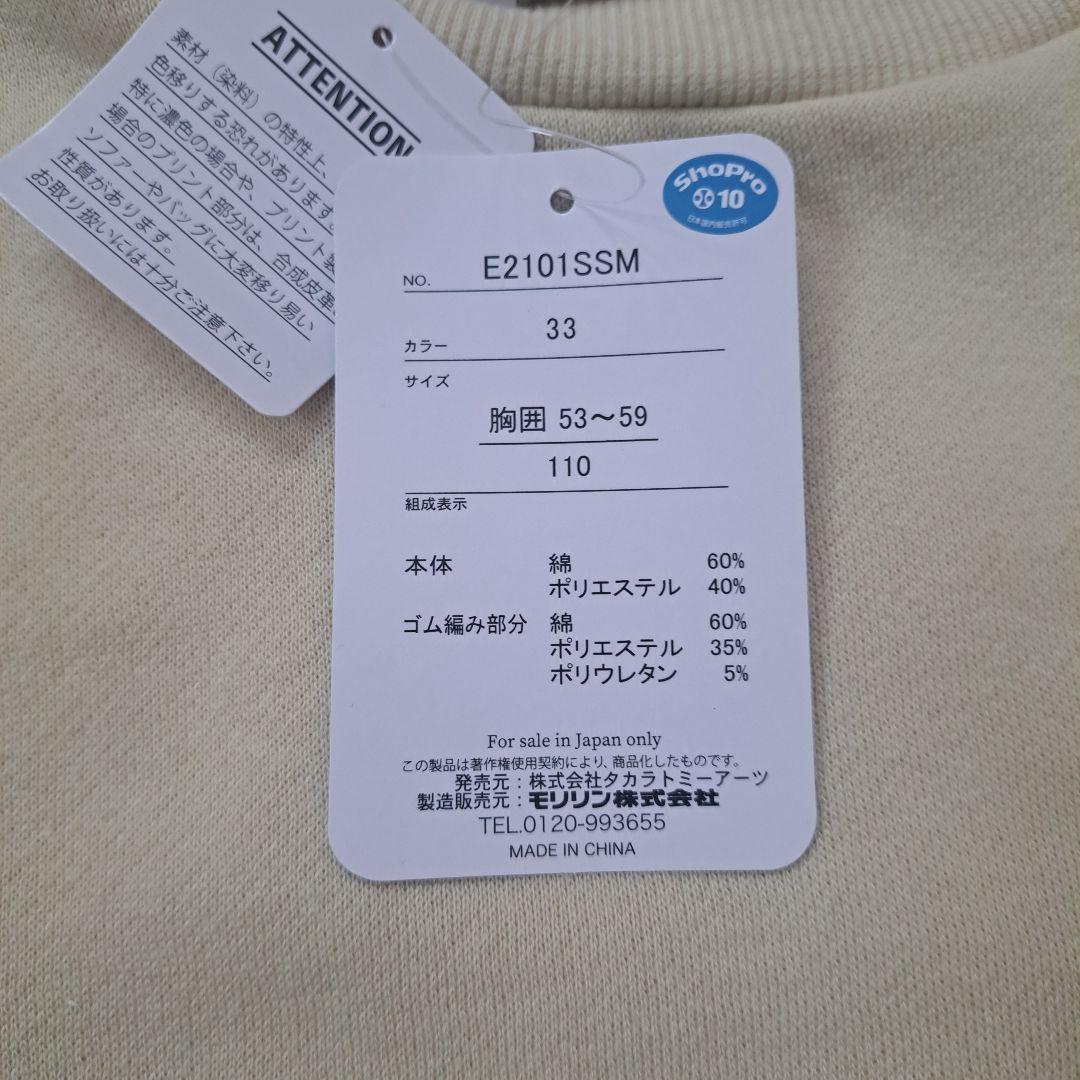 ATTENTION
素材（染料）の特性上、
色移りする恐れがあります。
特に濃色の場合や、プリント製
場合のプリント部分は、合成皮革
ソファーやバッグに大変移り易い
性質があります。
お取り扱いには十分ご注意下さい。
ShoPro
10
日本国内販売許可
NO. E2101SSM
カラー 33
サイズ
胸囲 53～59
110
組成表示
本体 綿 60%
ポリエステル 40%
ゴム編み部分 綿 60%
ポリエステル 35%
ポリウレタン 5%
For sale in Japan only
この製品は著作権使用契約により、商品化したものです。
発売元：株式会社タカラトミーアーツ
製造販売元：モリリン株式会社
TEL.0120-993655
MADE IN CHINA